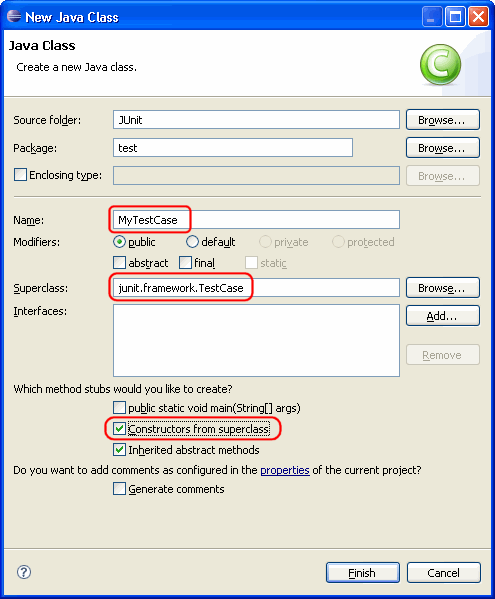 New Java Class
Java Class
Create a new Java class.
C
Source folder: JUnit Browse...
Package: test Browse...
Enclosing type: Browse...
Name: MyTestCase
Modifiers: public default private protected
abstract final static
Superclass: junit.framework.TestCase Browse...
Interfaces: Add...
Remove
Which method stubs would you like to create?
public static void main(String[] args)
Constructors from superclass
Inherited abstract methods
Do you want to add comments as configured in the properties of the current project?
Generate comments
? Finish Cancel